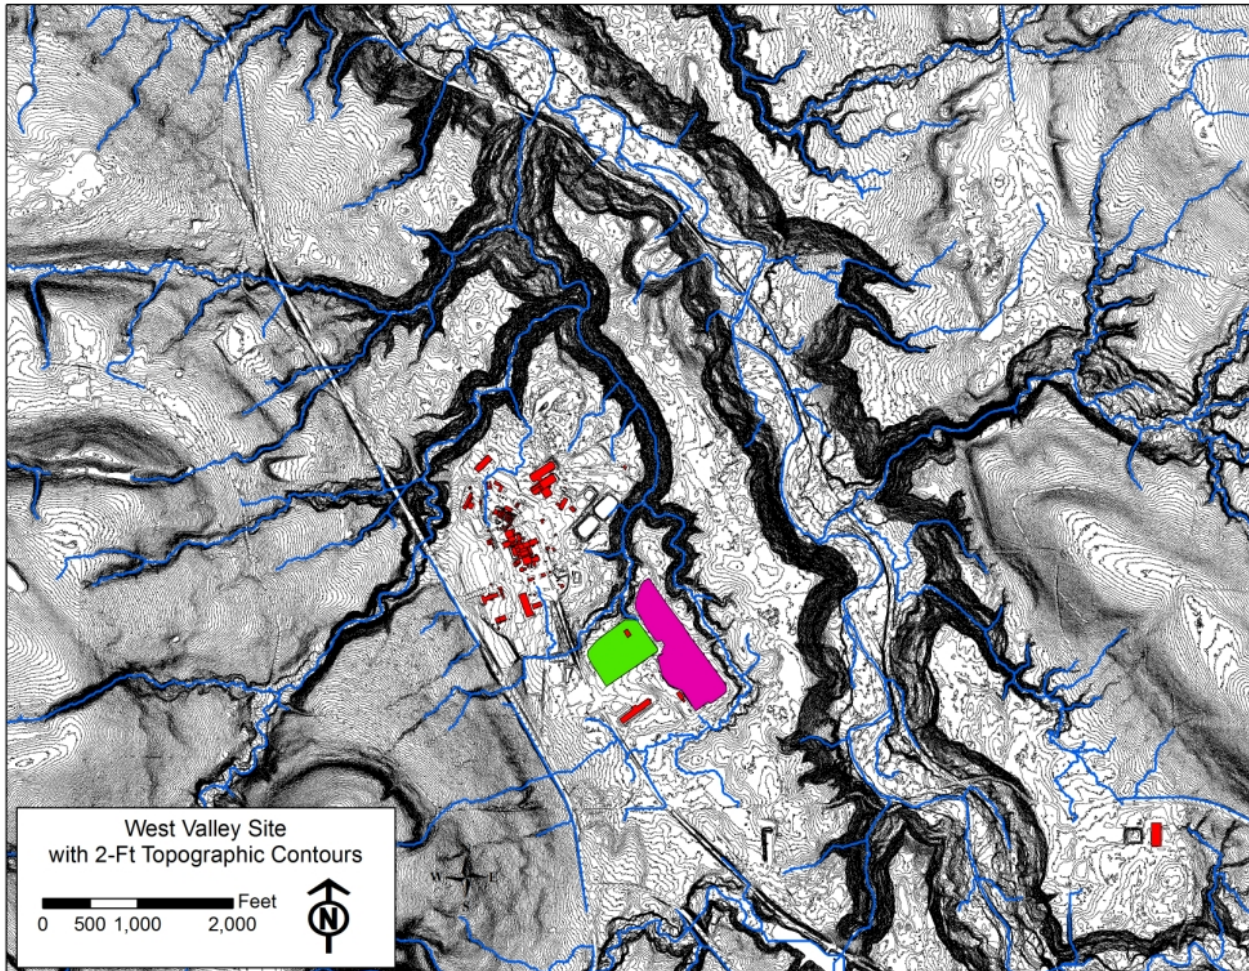 West Valley Site
with 2-Ft Topographic Contours
W E
Feet
0 500 1,000 2,000
N